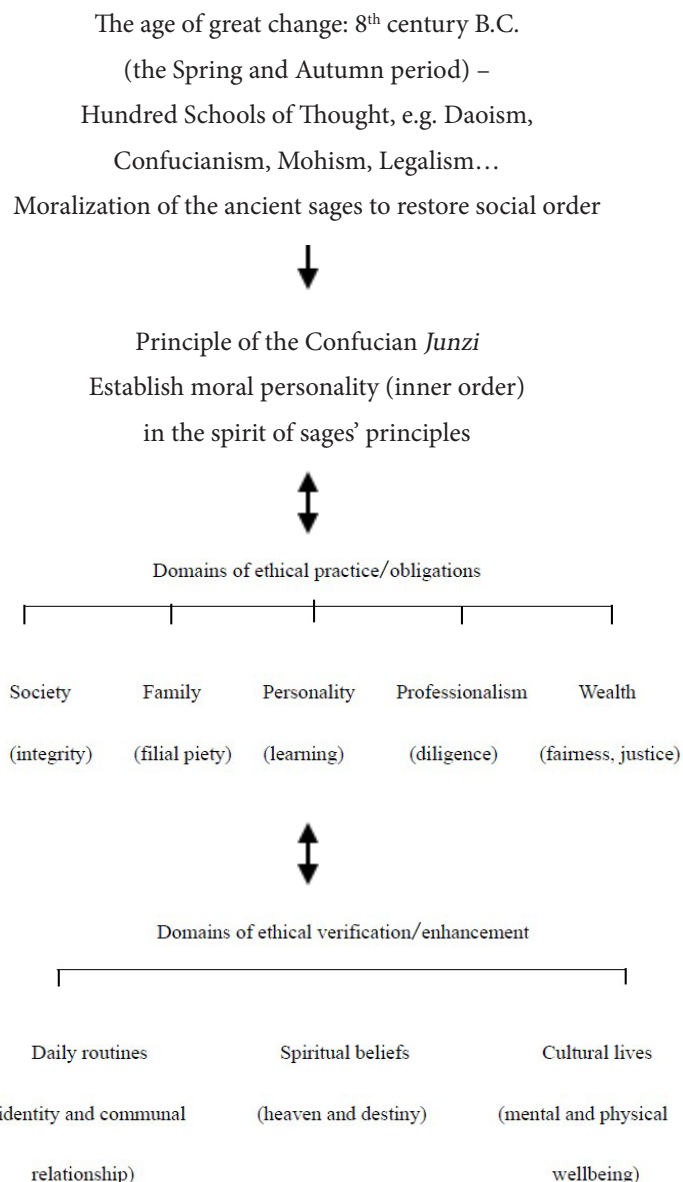 The age of great change: 8th century B.C.
(the Spring and Autumn period) –
Hundred Schools of Thought, e.g. Daoism,
Confucianism, Mohism, Legalism…
Moralization of the ancient sages to restore social order
Principle of the Confucian Junzi
Establish moral personality (inner order)
in the spirit of sages’ principles
Domains of ethical practice/obligations
Society Family Personality Professionalism Wealth
(integrity) (filial piety) (learning) (diligence) (fairness, justice)
Domains of ethical verification/enhancement
Daily routines Spiritual beliefs Cultural lives
identity and communal (heaven and destiny) (mental and physical
relationship) wellbeing)